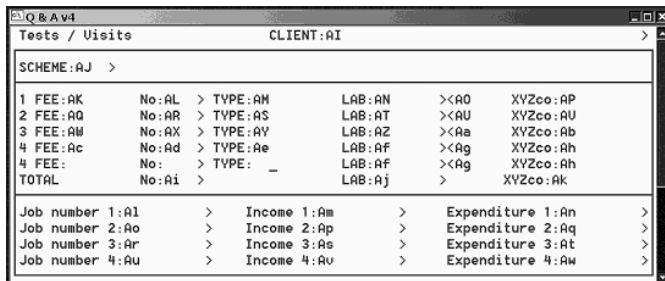 Q & A v4
Tests / Visits CLIENT:AI >
SCHEME:AJ >
1 FEE:AK No:AL > TYPE:AM LAB:AN ><AO XYZco:AP
2 FEE:AQ No:AR > TYPE:AS LAB:AT ><AU XYZco:AV
3 FEE:AW No:AX > TYPE:AY LAB:AZ ><Aa XYZco:Ab
4 FEE:Ac No:Ad > TYPE:Ae LAB:Af ><Ag XYZco:Ah
4 FEE: No: > TYPE: _ LAB:Af ><Ag XYZco:Ah
TOTAL No:Ai > LAB:Aj > XYZco:Ak
Job number 1:Al > Income 1:Am > Expenditure 1:An >
Job number 2:Ao > Income 2:Ap > Expenditure 2:Aq >
Job number 3:Ar > Income 3:As > Expenditure 3:At >
Job number 4:Au > Income 4:Av > Expenditure 4:Aw >